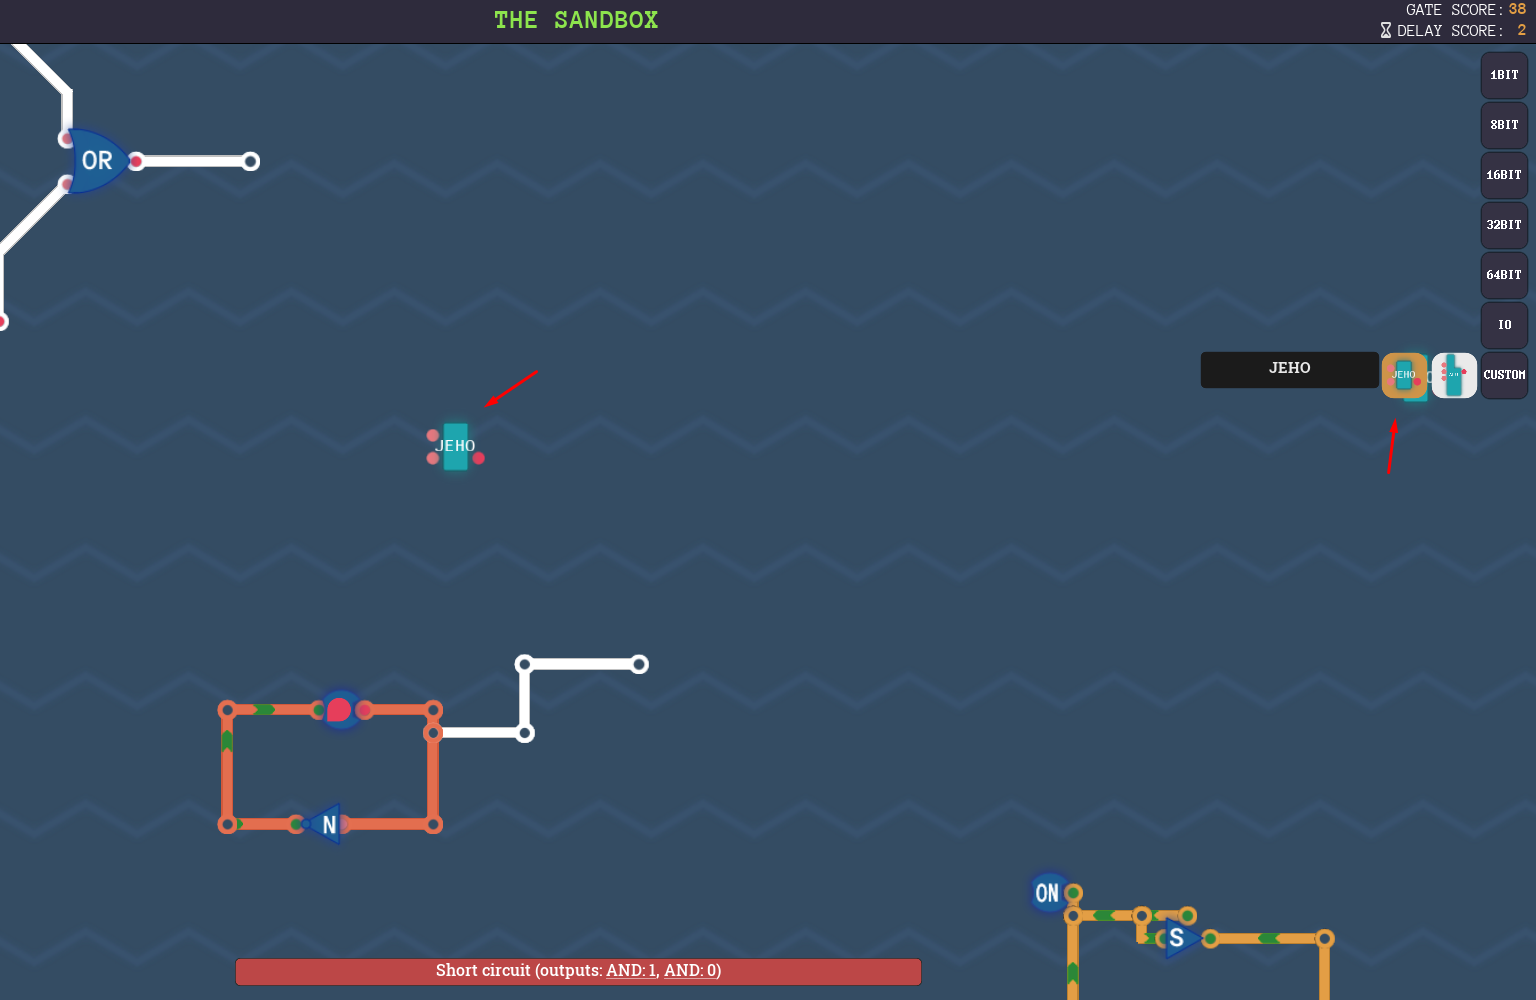 THE SANDBOX
GATE SCORE: 38
DELAY SCORE: 2
1BIT
8BIT
OR
16BIT
32BIT
64BIT
IO
JEHO
JEHO
CUSTOM
JEHO
N
ON
S
Short circuit (outputs: AND: 1, AND: 0)